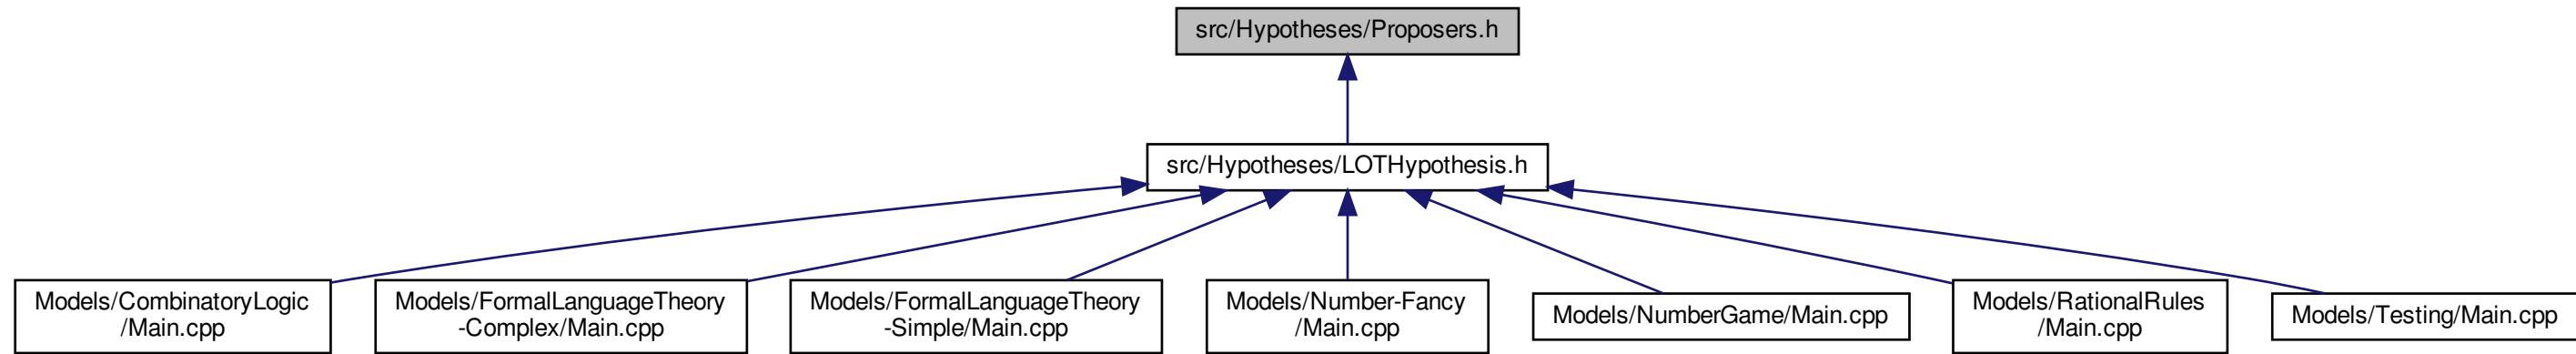 src/Hypotheses/Proposers.h
src/Hypotheses/LOTHypothesis.h
Models/CombinatoryLogic
/Main.cpp
Models/FormalLanguageTheory
-Complex/Main.cpp
Models/FormalLanguageTheory
-Simple/Main.cpp
Models/Number-Fancy
/Main.cpp
Models/NumberGame/Main.cpp
Models/RationalRules
/Main.cpp
Models/Testing/Main.cpp